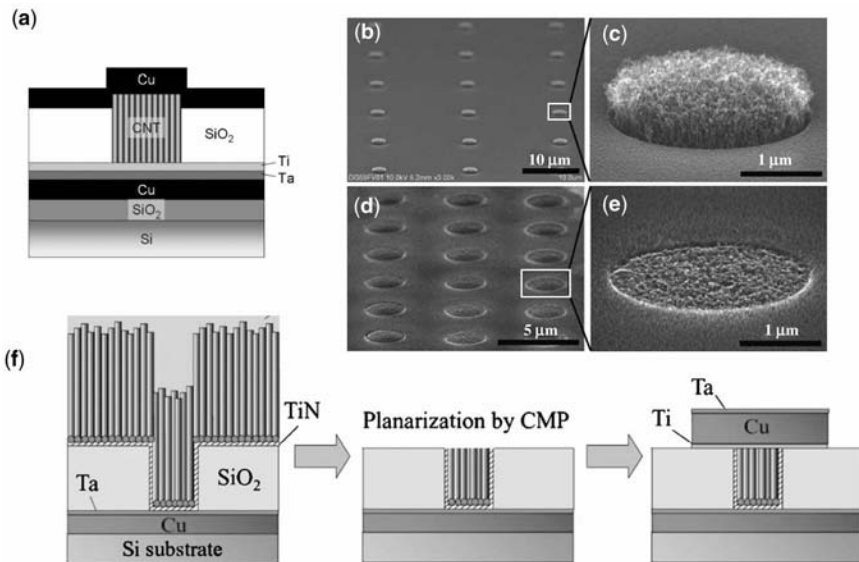 (a)
Cu
CNT
SiO₂
Ti
Ta
Cu
SiO₂
Si
(b)
10 μm
(c)
1 μm
(d)
5 μm
(e)
1 μm
(f)
TiN
SiO₂
Ta
Cu
Si substrate
Planarization by CMP
Ta
Ti
Cu